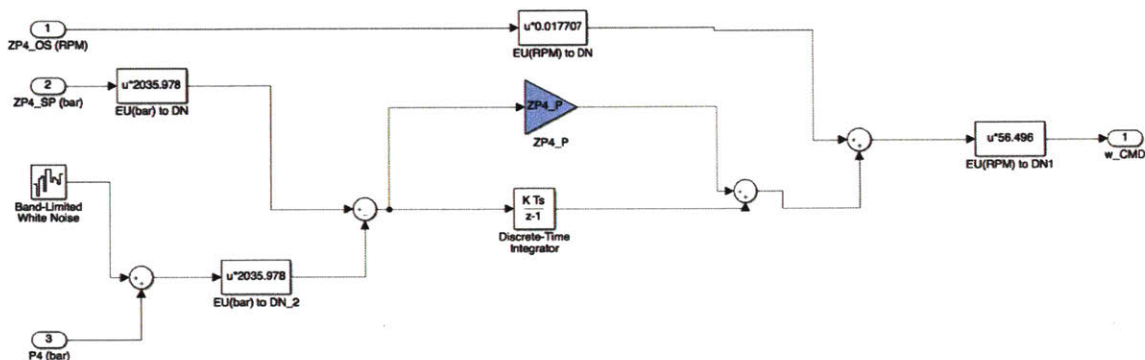 1
ZP4_OS (RPM)
u*0.017707
EU(RPM) to DN
2
ZP4_SP (bar)
u*2035.978
EU(bar) to DN
ZP4_P
ZP4_P
u*56.496
EU(RPM) to DN1
1
w_CMD
Band-Limited
White Noise
K Ts
z-1
Discrete-Time
Integrator
u*2035.978
EU(bar) to DN_2
3
P4 (bar)